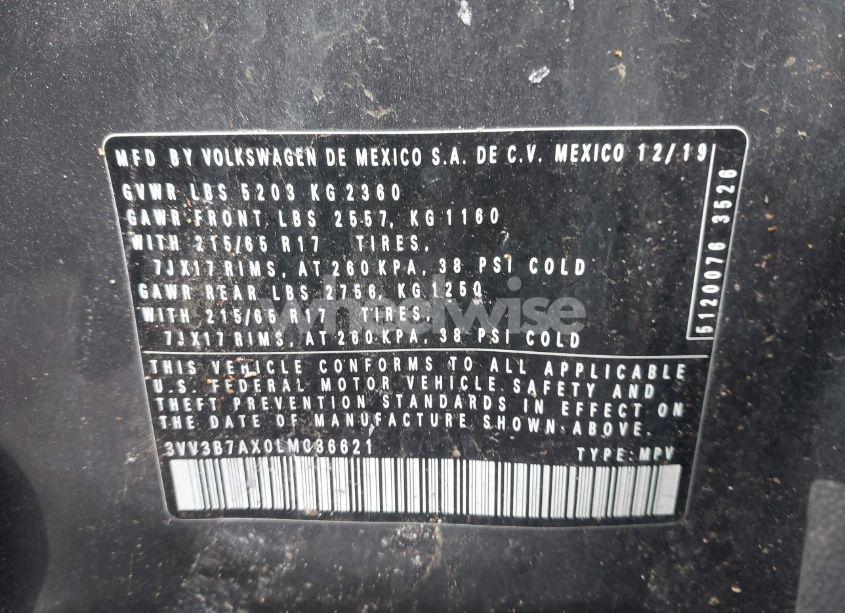 MFD BY VOLKSWAGEN DE MEXICO S.A. DE C.V. MEXICO 12/19
GVWR LBS 5203 KG 2360
GAWR FRONT LBS 2557, KG 1160
WITH 215/65 R17 TIRES,
7JX17 RIMS, AT 260 KPA, 38 PSI COLD
GAWR REAR LBS 2756, KG 1250
WITH 215/65 R17 TIRES,
7JX17 RIMS, AT 260 KPA, 38 PSI COLD
5120076 3526
wheelwise
THIS VEHICLE CONFORMS TO ALL APPLICABLE
U.S. FEDERAL MOTOR VEHICLE SAFETY AND
THEFT PREVENTION STANDARDS IN EFFECT ON
THE DATE OF MANUFACTURE SHOWN ABOVE.
3VV3B7AX0LM036621 TYPE:MPV